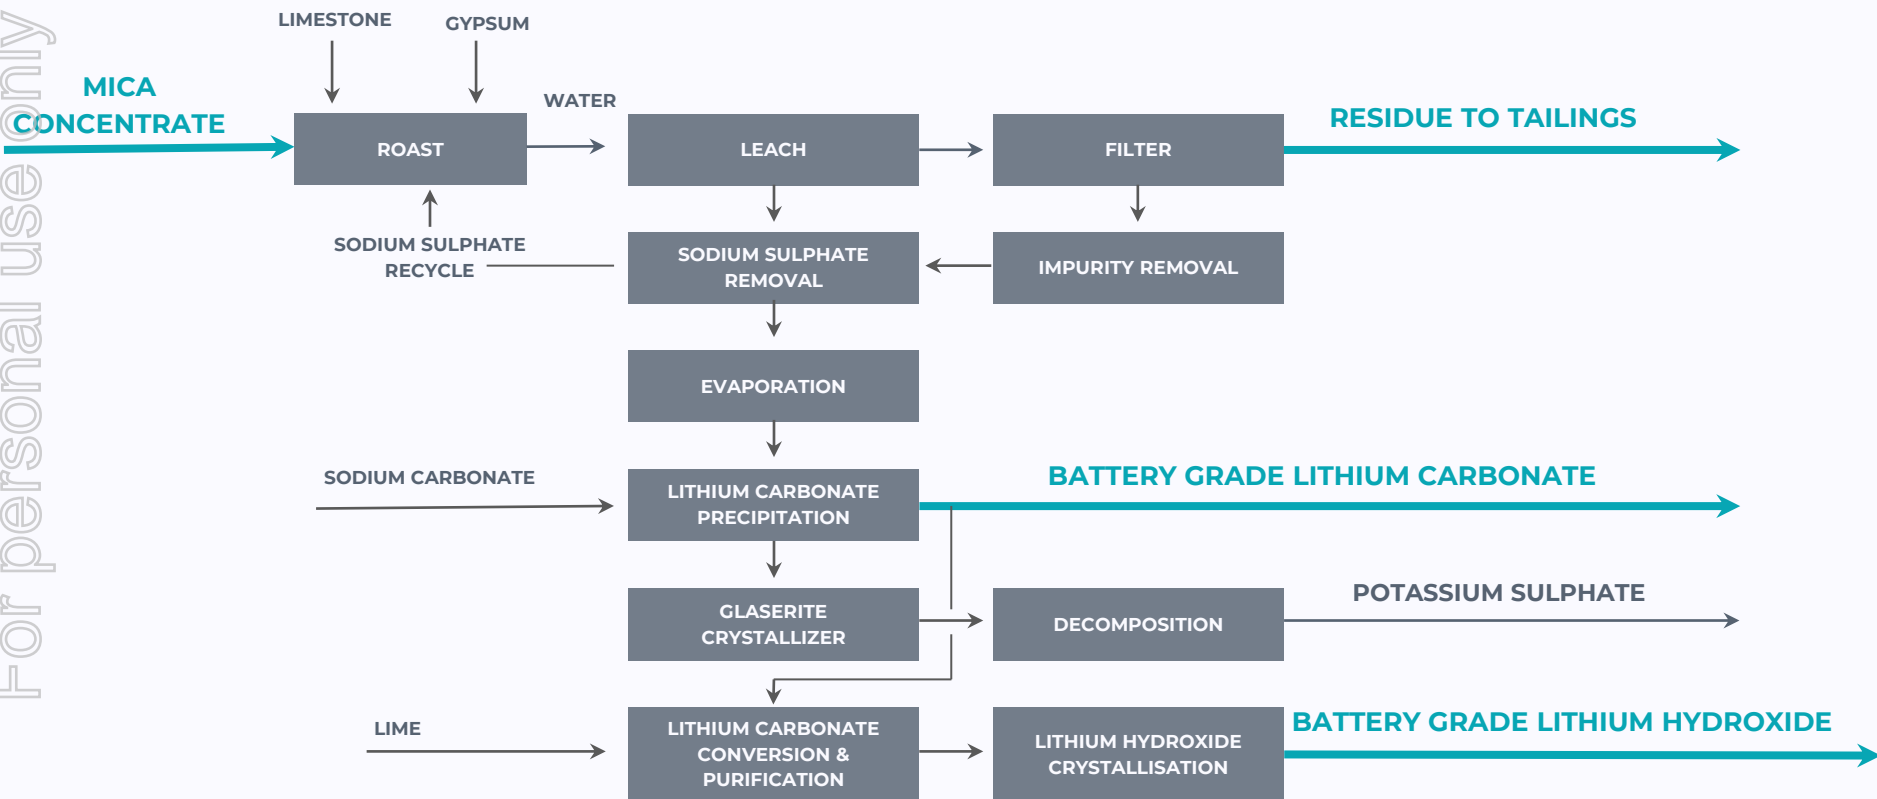 For personal use only
LIMESTONE
GYPSUM
MICA
CONCENTRATE
WATER
ROAST
LEACH
FILTER
RESIDUE TO TAILINGS
SODIUM SULPHATE
RECYCLE
SODIUM SULPHATE
REMOVAL
IMPURITY REMOVAL
EVAPORATION
SODIUM CARBONATE
LITHIUM CARBONATE
PRECIPITATION
BATTERY GRADE LITHIUM CARBONATE
GLASERITE
CRYSTALLIZER
DECOMPOSITION
POTASSIUM SULPHATE
LIME
LITHIUM CARBONATE
CONVERSION &
PURIFICATION
LITHIUM HYDROXIDE
CRYSTALLISATION
BATTERY GRADE LITHIUM HYDROXIDE